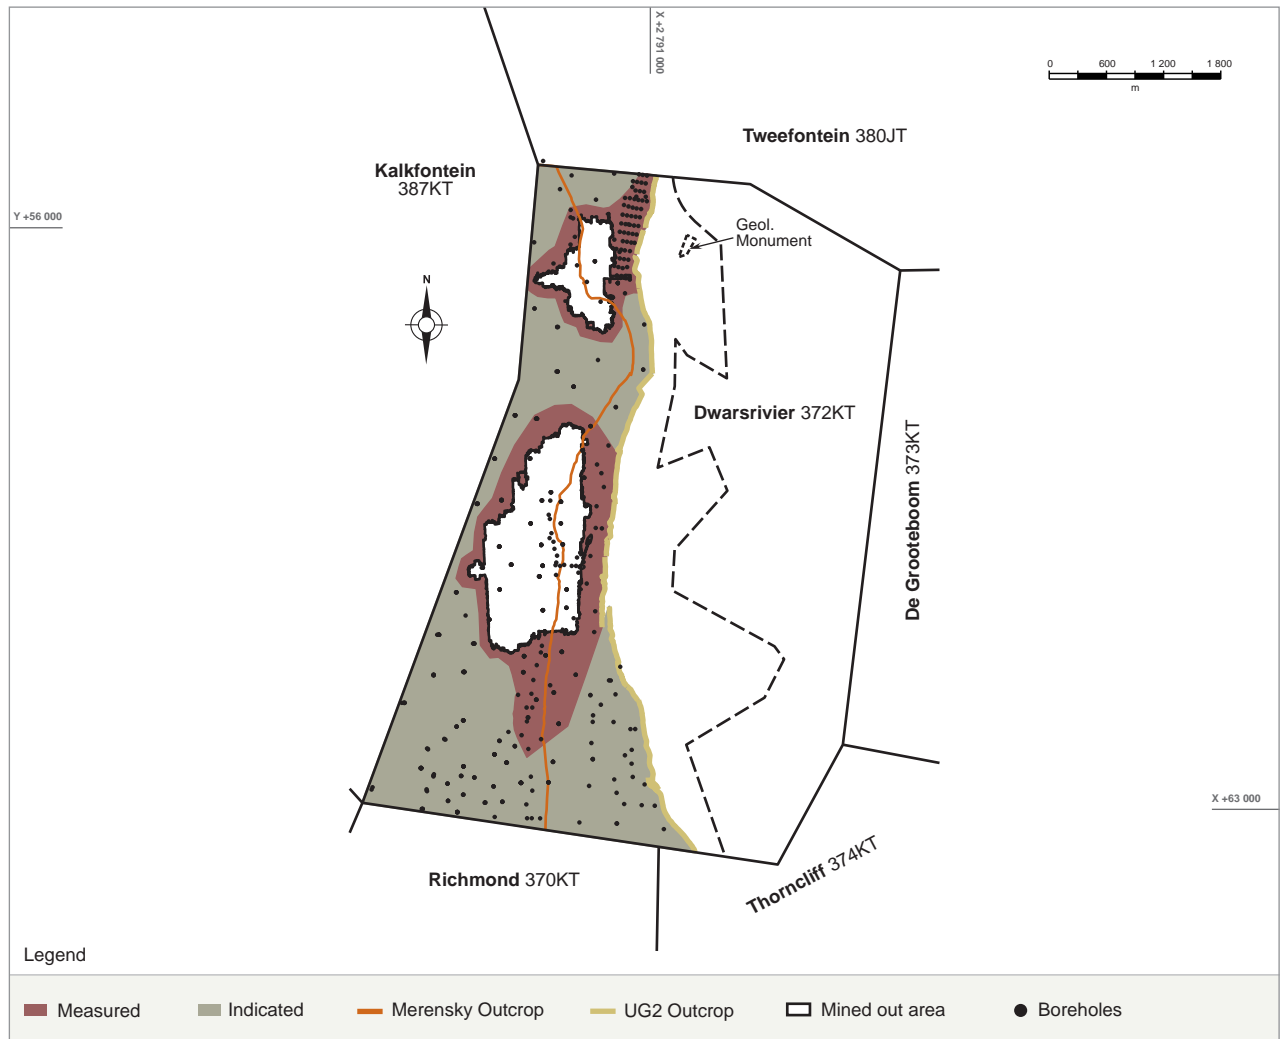 X +2 791 000
0 600 1 200 1 800
m
Tweefontein 380JT
Kalkfontein
387KT
Y +56 000
Geol.
Monument
N
Dwarsrivier 372KT
De Grooteboom 373KT
X +63 000
Thorncliff 374KT
Richmond 370KT
Legend
Measured Indicated Merensky Outcrop UG2 Outcrop Mined out area Boreholes